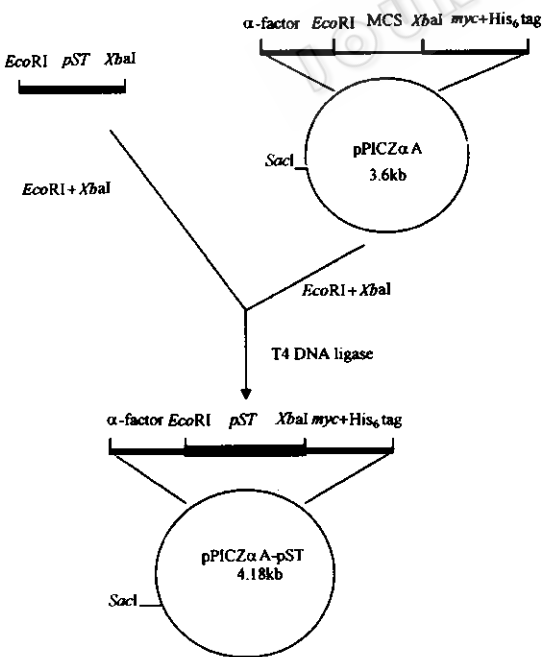 α-factor EcoRI MCS XbaI myc+His6 tag
EcoRI pST XbaI
pPICZα A
3.6kb
SacI
EcoRI+XbaI
EcoRI+XbaI
T4 DNA ligase
α-factor EcoRI pST XbaI myc+His6 tag
pPICZα A-pST
4.18kb
SacI
JOUR